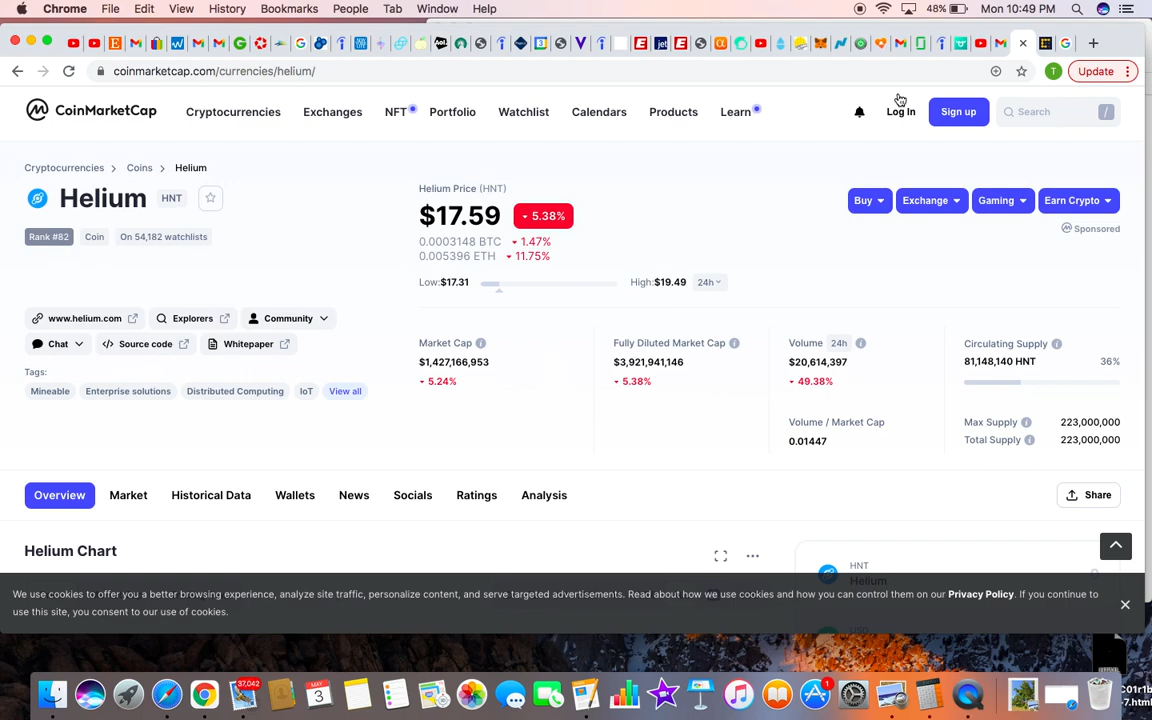 Chrome File Edit View History Bookmarks People Tab Window Help 48% Mon 10:49 PM
coinmarketcap.com/currencies/helium/ T Update
CoinMarketCap Cryptocurrencies Exchanges NFT Portfolio Watchlist Calendars Products Learn Log In Sign up Search /
Cryptocurrencies > Coins > Helium
Helium HNT
Rank #82 Coin On 54,182 watchlists
www.helium.com Explorers Community
Chat Source code Whitepaper
Tags:
Mineable Enterprise solutions Distributed Computing IoT View all
Helium Price (HNT)
$17.59 5.38%
0.0003148 BTC 1.47%
0.005396 ETH 11.75%
Low:$17.31 High:$19.49 24h
Buy Exchange Gaming Earn Crypto
Sponsored
Market Cap
$1,427,166,953
5.24%
Fully Diluted Market Cap
$3,921,941,146
5.38%
Volume 24h
$20,614,397
49.38%
Volume / Market Cap
0.01447
Circulating Supply
81,148,140 HNT 36%
Max Supply 223,000,000
Total Supply 223,000,000
Overview Market Historical Data Wallets News Socials Ratings Analysis Share
Helium Chart
HNT
Helium
We use cookies to offer you a better browsing experience, analyze site traffic, personalize content, and serve targeted advertisements. Read about how we use cookies and how you can control them on our Privacy Policy. If you continue to
use this site, you consent to our use of cookies.
37,042
MAY
3
1
C01r1b
-7.html